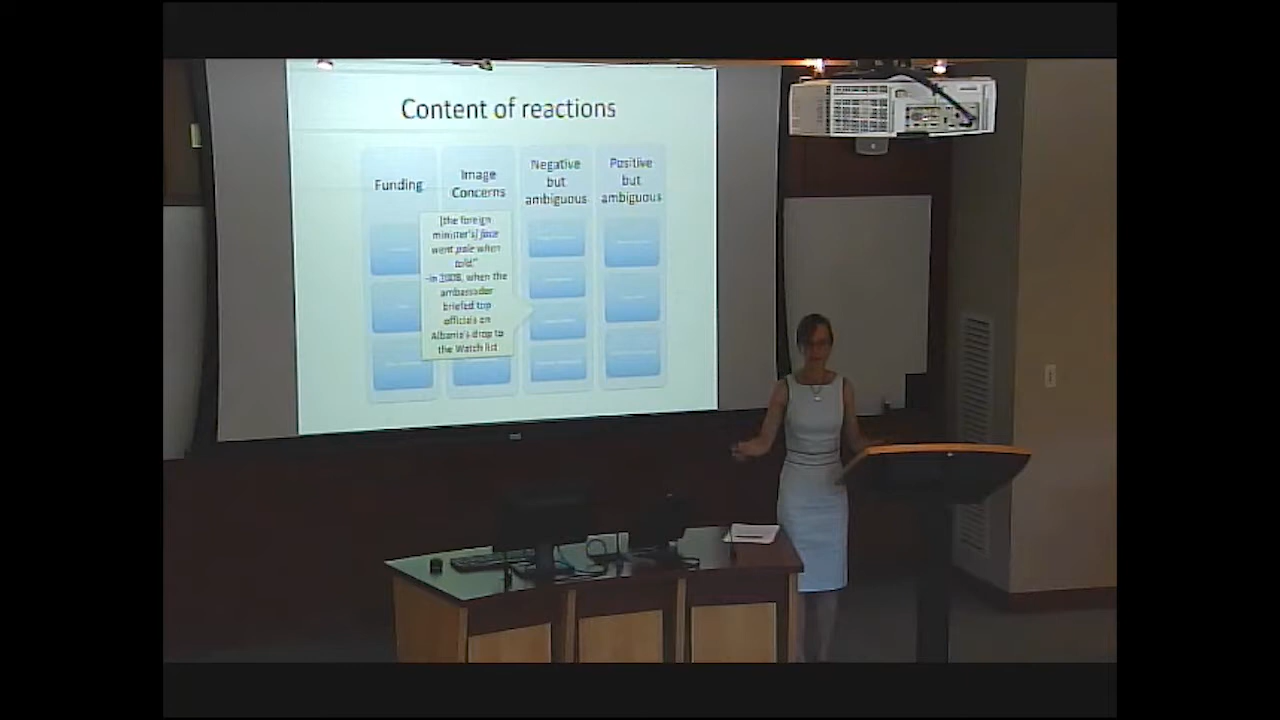 Content of reactions
Funding
Image
Concerns
Negative
but
ambiguous
Positive
but
ambiguous
[the foreign
minister's] face
went pale when
told,"
-in 2008, when the
ambassador
briefed top
officials on
Albania's drop to
the Watch list